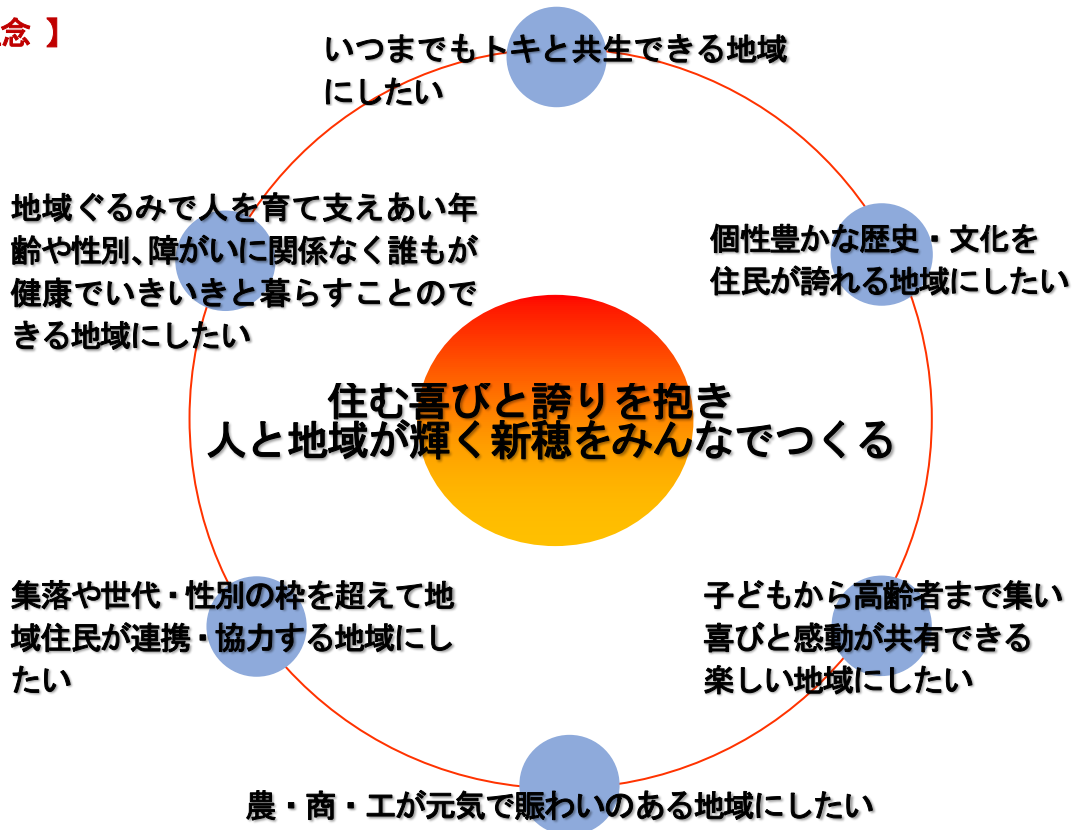 念 】
いつまでもトキと共生できる地域
にしたい
地域ぐるみで人を育て支えあい年
齢や性別、障がいに関係なく誰もが
健康でいきいきと暮らすことので
きる地域にしたい
個性豊かな歴史・文化を
住民が誇れる地域にしたい
住む喜びと誇りを抱き
人と地域が輝く新穂をみんなでつくる
集落や世代・性別の枠を超えて地
域住民が連携・協力する地域にし
たい
子どもから高齢者まで集い
喜びと感動が共有できる
楽しい地域にしたい
農・商・工が元気で賑わいのある地域にしたい